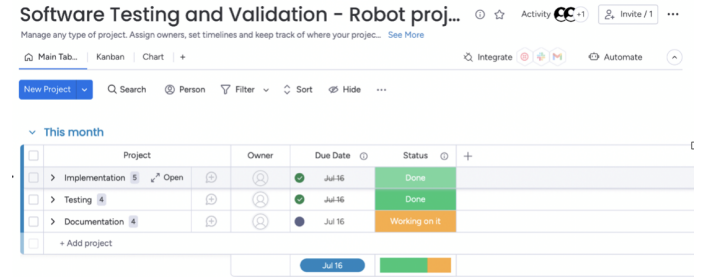 Software Testing and Validation - Robot proj...
Activity +1 Invite / 1
Manage any type of project. Assign owners, set timelines and keep track of where your projec... See More
Main Tab... Kanban Chart + Integrate Automate
New Project Search Person Filter Sort Hide
This month
Project Owner Due Date Status +
Implementation 5 Open Jul 16 Done
Testing 4 Jul 16 Done
Documentation 4 Jul 16 Working on it
+ Add project
Jul 16